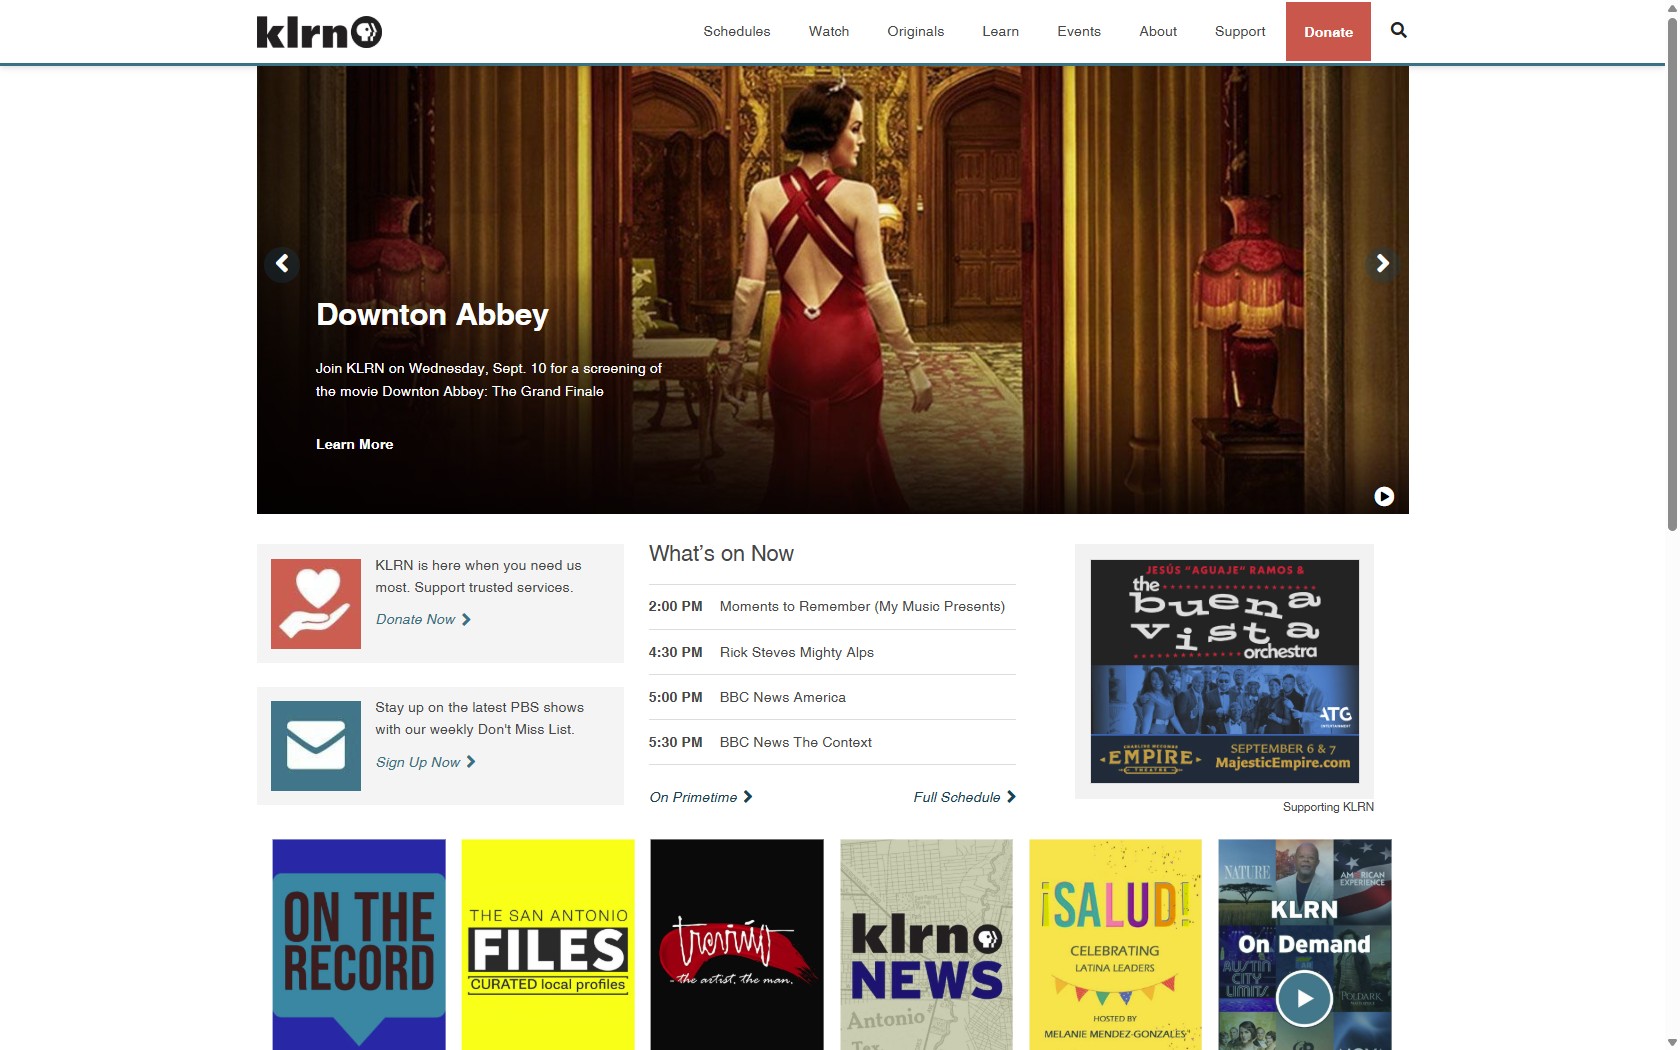 klrn
Schedules
Watch
Originals
Learn
Events
About
Support
Donate
Downton Abbey
Join KLRN on Wednesday, Sept. 10 for a screening of
the movie Downton Abbey: The Grand Finale
Learn More
KLRN is here when you need us
most. Support trusted services.
Donate Now
Stay up on the latest PBS shows
with our weekly Don't Miss List.
Sign Up Now
What's on Now
2:00 PM Moments to Remember (My Music Presents)
4:30 PM Rick Steves Mighty Alps
5:00 PM BBC News America
5:30 PM BBC News The Context
On Primetime
Full Schedule
JESÚS "AGUAJE" RAMOS &
the
buena
vista
orchestra
ATG
EMPIRE
THEATRE
SEPTEMBER 6 & 7
MajesticEmpire.com
Supporting KLRN
ON THE
RECORD
THE SAN ANTONIO
FILES
CURATED local profiles
- the artist. the man.
klrn
NEWS
Antonio
Tex
¡SALUD!
CELEBRATING
LATINA LEADERS
HOSTED BY
MELANIE MENDEZ-GONZALES
NATURE
AMERICAN
EXPERIENCE
KLRN
On Demand
AUSTIN
CITY
LIMITS
POLDARK